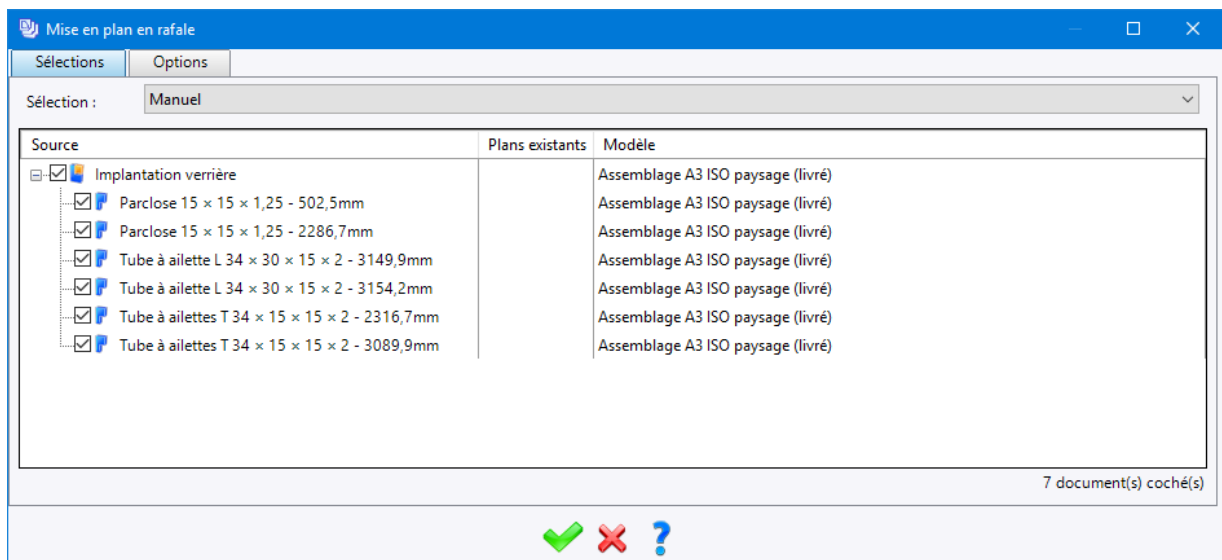 Mise en plan en rafale
Sélections Options
Sélection : Manuel
Source Plans existants Modèle
Implantation verrière Assemblage A3 ISO paysage (livré)
Parclose 15 × 15 × 1,25 - 502,5mm Assemblage A3 ISO paysage (livré)
Parclose 15 × 15 × 1,25 - 2286,7mm Assemblage A3 ISO paysage (livré)
Tube à ailette L 34 × 30 × 15 × 2 - 3149,9mm Assemblage A3 ISO paysage (livré)
Tube à ailette L 34 × 30 × 15 × 2 - 3154,2mm Assemblage A3 ISO paysage (livré)
Tube à ailettes T 34 × 15 × 15 × 2 - 2316,7mm Assemblage A3 ISO paysage (livré)
Tube à ailettes T 34 × 15 × 15 × 2 - 3089,9mm Assemblage A3 ISO paysage (livré)
7 document(s) coché(s)